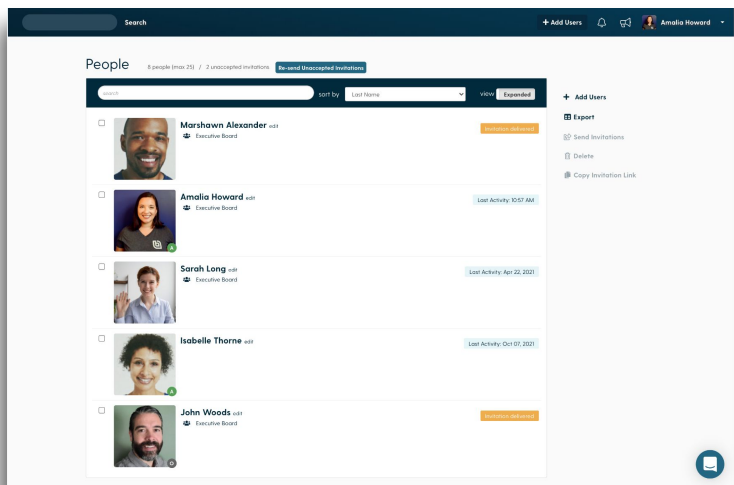 Search
+ Add Users
Amalia Howard
People
8 people (max 25) / 2 unaccepted invitations
Re-send Unaccepted Invitations
search
sort by
Last Name
view
Expanded
Marshawn Alexander edit
Executive Board
Invitation delivered
Amalia Howard edit
Executive Board
Last Activity: 10:57 AM
A
Sarah Long edit
Executive Board
Last Activity: Apr 22, 2021
Isabelle Thorne edit
Last Activity: Oct 07, 2021
A
John Woods edit
Executive Board
Invitation delivered
D
+ Add Users
Export
Send Invitations
Delete
Copy Invitation Link